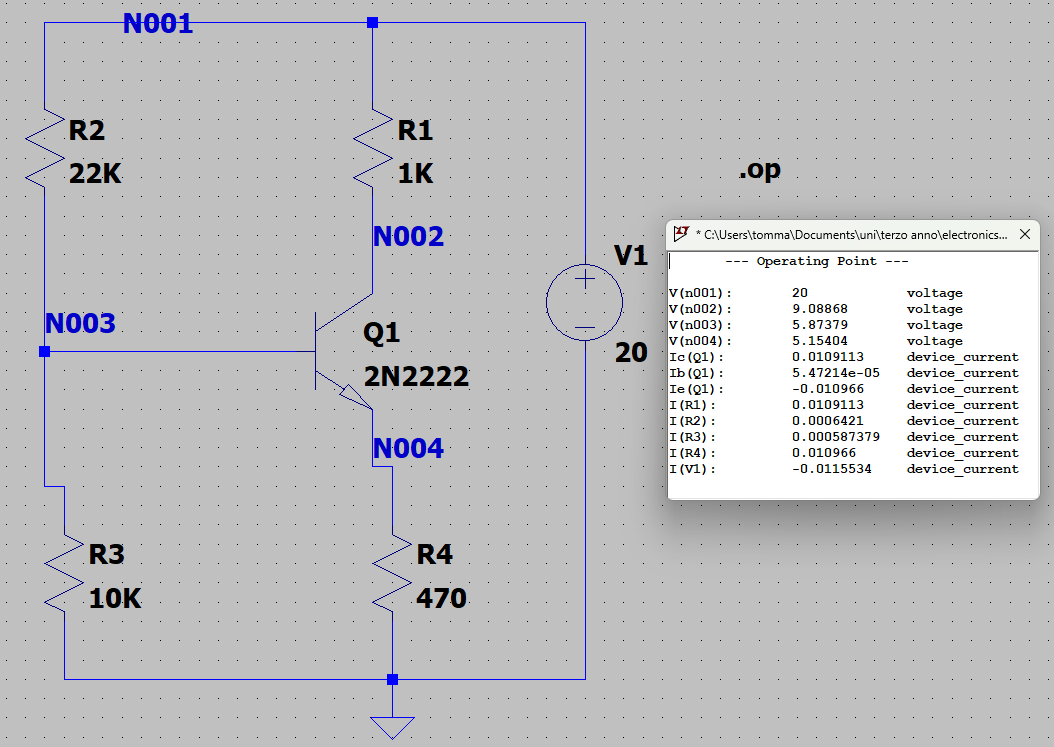 N001
R2
22K
R1
1K
.op
N002
V1
N003
Q1
2N2222
20
N004
R3
10K
R4
470
* C:\Users\tomma\Documents\uni\terzo anno\electronics...
--- Operating Point ---
V(n001): 20 voltage
V(n002): 9.08868 voltage
V(n003): 5.87379 voltage
V(n004): 5.15404 voltage
Ic(Q1): 0.0109113 device_current
Ib(Q1): 5.47214e-05 device_current
Ie(Q1): -0.010966 device_current
I(R1): 0.0109113 device_current
I(R2): 0.0006421 device_current
I(R3): 0.000587379 device_current
I(R4): 0.010966 device_current
I(V1): -0.0115534 device_current